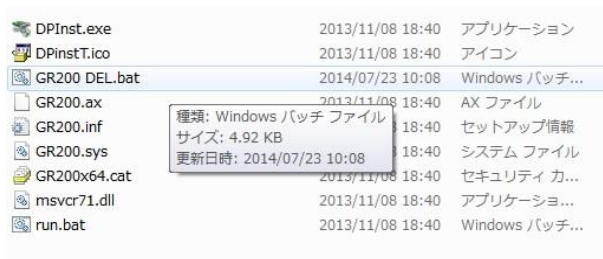 DPInst.exe 2013/11/08 18:40 アプリケーション
DPinstT.ico 2013/11/08 18:40 アイコン
GR200 DEL.bat 2014/07/23 10:08 Windows バッチ...
GR200.ax 2013/11/08 18:40 AX ファイル
GR200.inf 18:40 セットアップ情報
GR200.sys 18:40 システム ファイル
GR200x64.cat 2013/11/08 18:40 セキュリティ カ...
msvcr71.dll 2013/11/08 18:40 アプリケーショ...
run.bat 2013/11/08 18:40 Windows バッチ...
種類: Windows バッチ ファイル
サイズ: 4.92 KB
更新日時: 2014/07/23 10:08